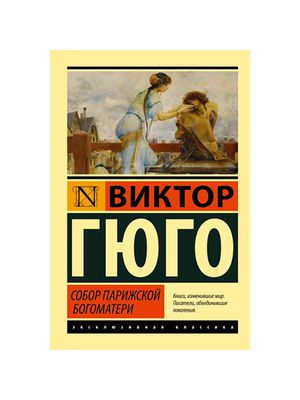 N
ВИКТОР
ГЮГО
СОБОР ПАРИЖСКОЙ
БОГОМАТЕРИ
Книги, изменившие мир.
Писатели, объединившие
поколения.
ЭКСКЛЮЗИВНАЯ КЛАССИКА